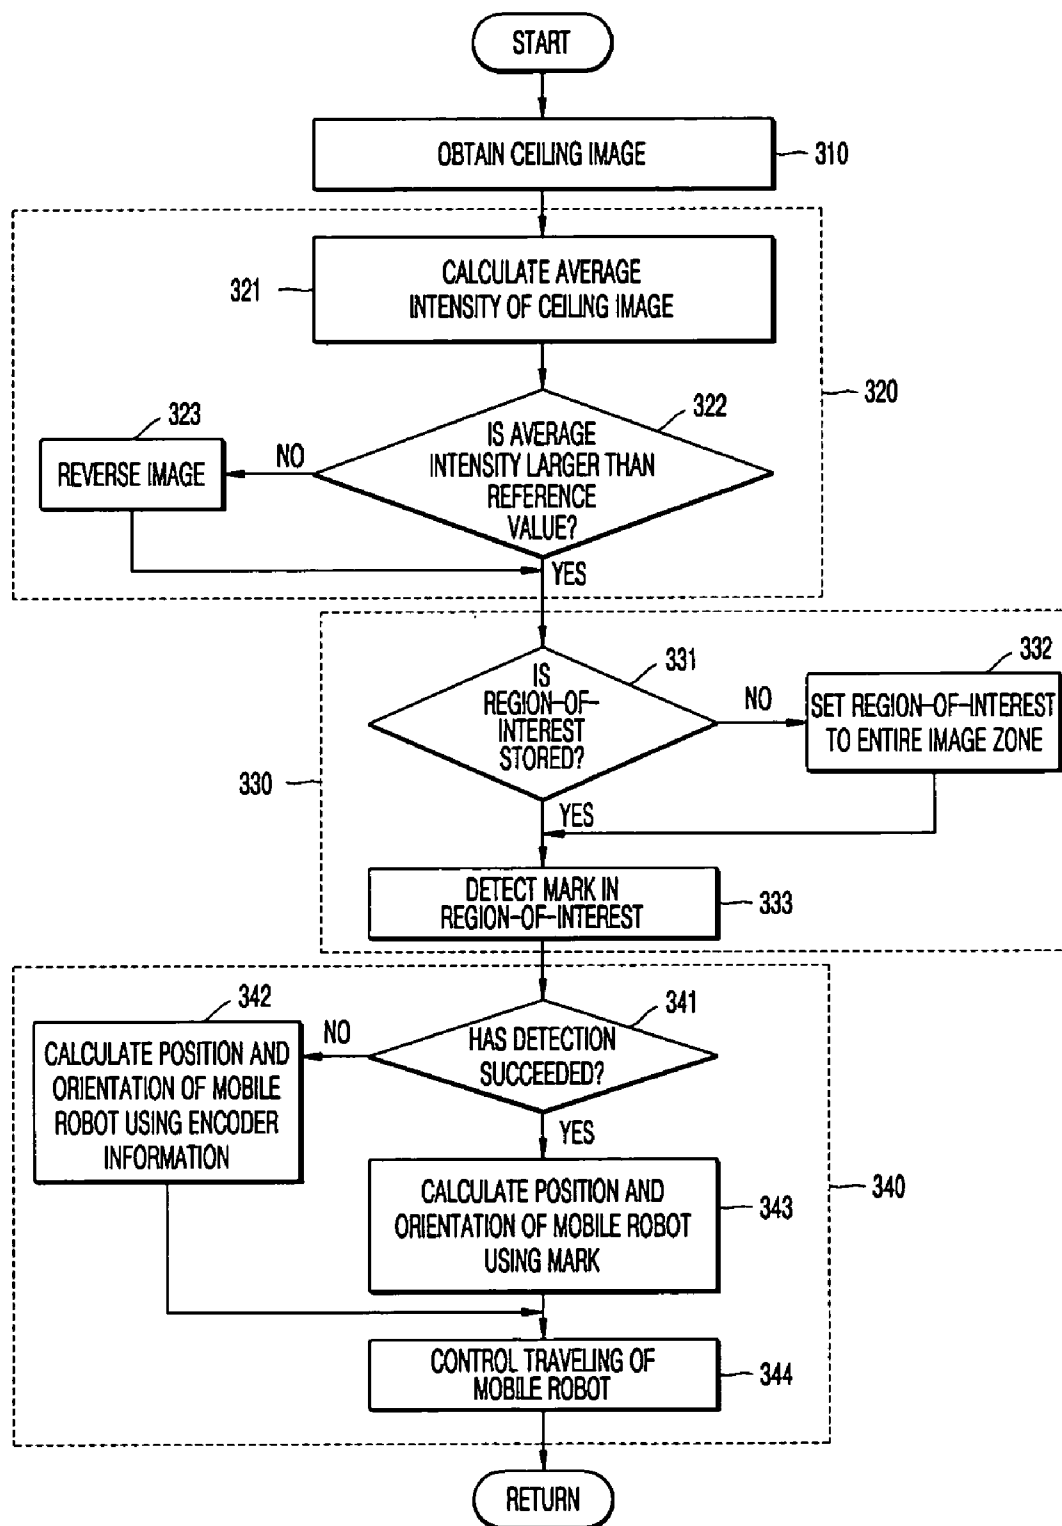 START
OBTAIN CEILING IMAGE
310
CALCULATE AVERAGE
INTENSITY OF CEILING IMAGE
321
320
322
IS AVERAGE
INTENSITY LARGER THAN
REFERENCE
VALUE?
NO
323
REVERSE IMAGE
YES
331
IS
REGION-OF-
INTEREST
STORED?
NO
332
SET REGION-OF-INTEREST
TO ENTIRE IMAGE ZONE
330
YES
DETECT MARK IN
REGION-OF-INTEREST
333
341
HAS DETECTION
SUCCEEDED?
NO
342
CALCULATE POSITION AND
ORIENTATION OF MOBILE
ROBOT USING ENCODER
INFORMATION
YES
CALCULATE POSITION AND
ORIENTATION OF MOBILE ROBOT
USING MARK
343
340
CONTROL TRAVELING OF
MOBILE ROBOT
344
RETURN